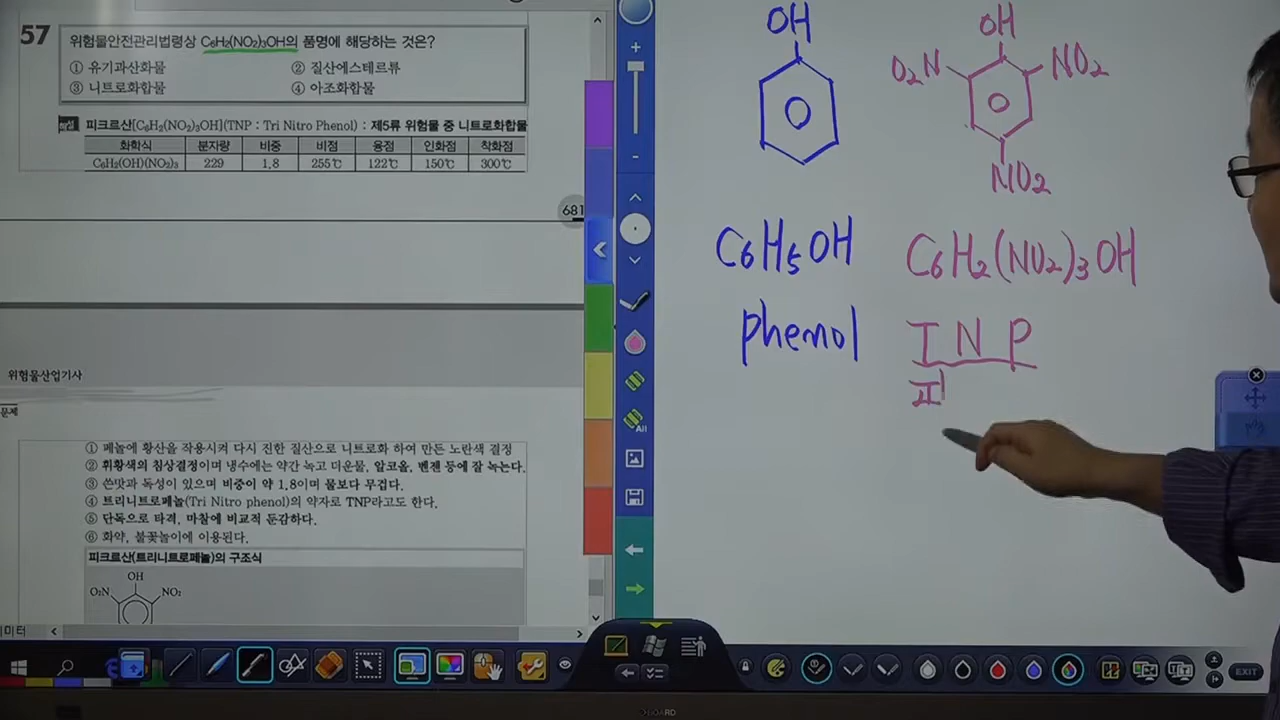 57
위험물안전관리법령상 C6H2(NO2)3OH의 품명에 해당하는 것은?
① 유기과산화물 ② 질산에스테르류
③ 니트로화합물 ④ 아조화합물
해설 피크르산[C6H2(NO2)3OH](TNP : Tri Nitro Phenol) : 제5류 위험물 중 니트로화합물
화학식 분자량 비중 비점 융점 인화점 착화점
C6H2(OH)(NO2)3 229 1.8 255℃ 122℃ 150℃ 300℃
681
위험물산업기사
문제
① 페놀에 황산을 작용시켜 다시 진한 질산으로 니트로화 하여 만든 노란색 결정
② 휘황색의 침상결정이며 냉수에는 약간 녹고 더운물, 알코올, 벤젠 등에 잘 녹는다.
③ 쓴맛과 독성이 있으며 비중이 약 1.8이며 물보다 무겁다.
④ 트리니트로페놀(Tri Nitro phenol)의 약자로 TNP라고도 한다.
⑤ 단독으로 타격, 마찰에 비교적 둔감하다.
⑥ 화약, 불꽃놀이에 이용된다.
피크르산(트리니트로페놀)의 구조식
OH
O2N NO2
미터
OH
C6H5OH
phenol
OH
O2N NO2
NO2
C6H2(NO2)3OH
T N P
피
All
EXIT